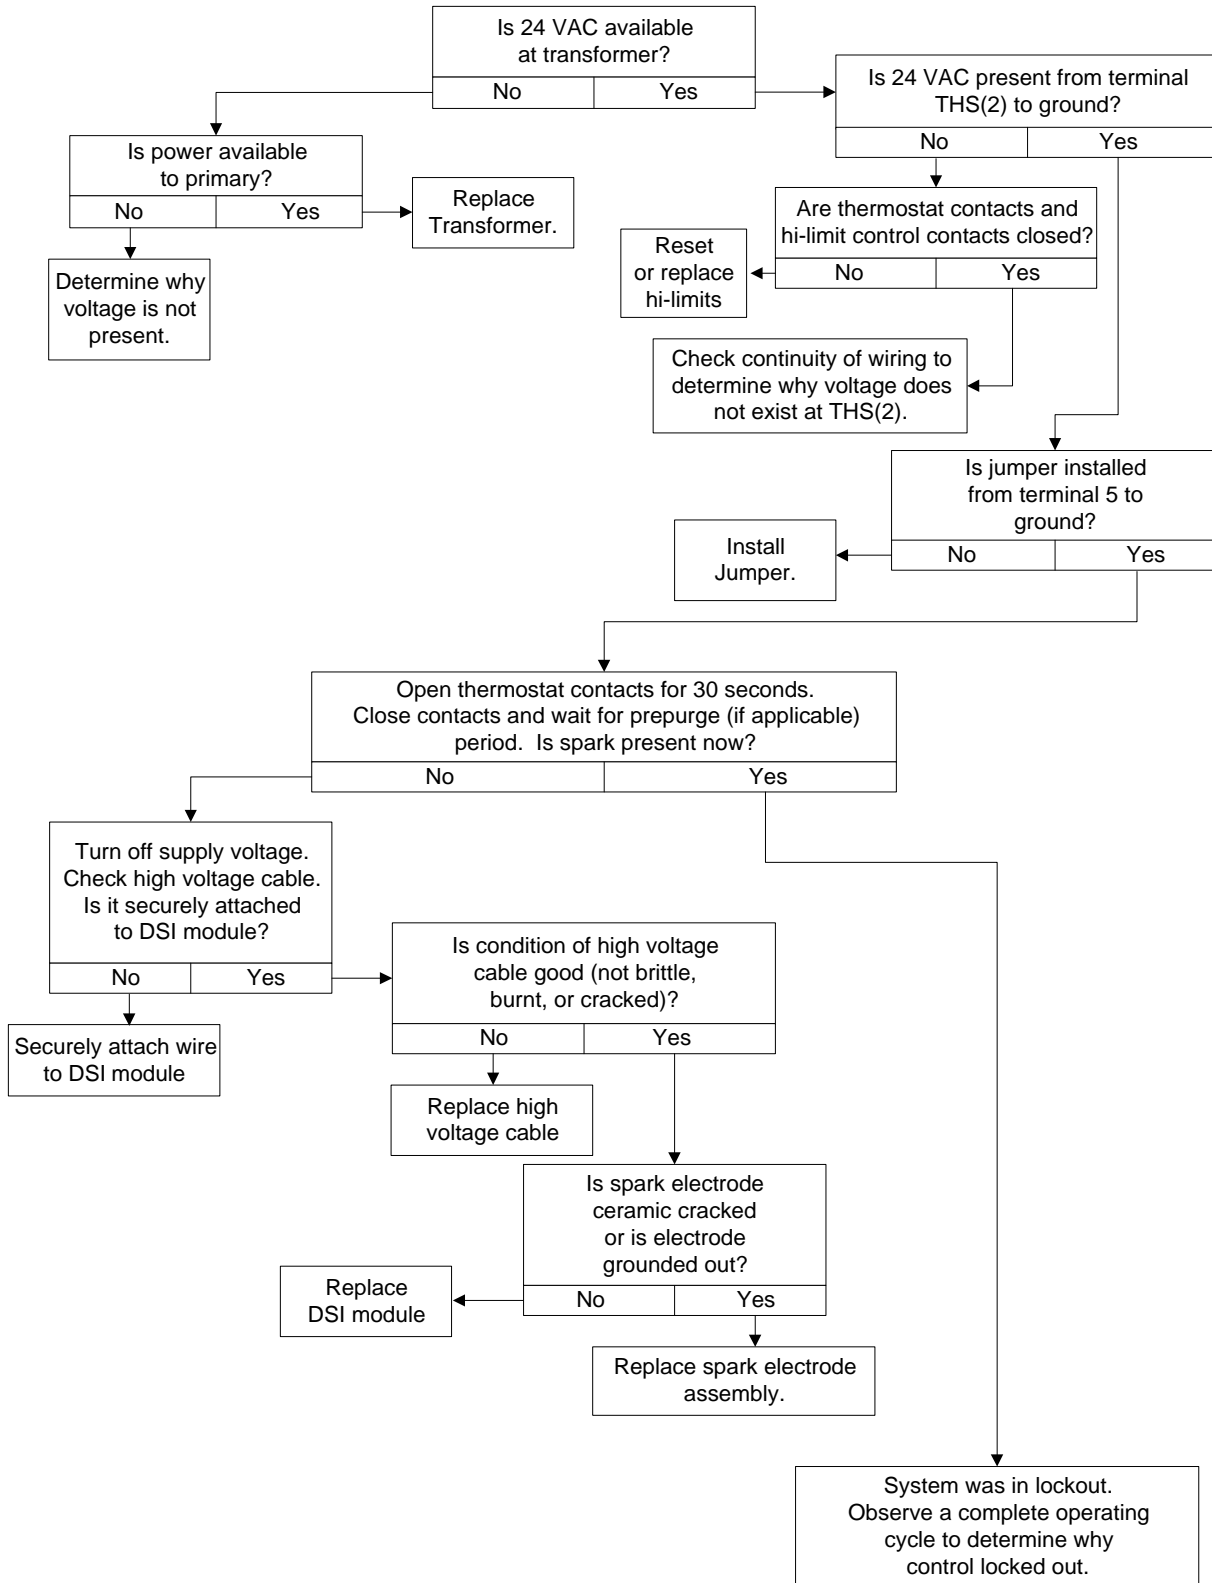 Is 24 VAC available
at transformer?
No
Yes
Is 24 VAC present from terminal
THS(2) to ground?
No
Yes
Is power available
to primary?
No
Yes
Replace
Transformer.
Determine why
voltage is not
present.
Are thermostat contacts and
hi-limit control contacts closed?
No
Yes
Reset
or replace
hi-limits
Check continuity of wiring to
determine why voltage does
not exist at THS(2).
Is jumper installed
from terminal 5 to
ground?
No
Yes
Install
Jumper.
Open thermostat contacts for 30 seconds.
Close contacts and wait for prepurge (if applicable)
period. Is spark present now?
No
Yes
Turn off supply voltage.
Check high voltage cable.
Is it securely attached
to DSI module?
No
Yes
Securely attach wire
to DSI module
Is condition of high voltage
cable good (not brittle,
burnt, or cracked)?
No
Yes
Replace high
voltage cable
Is spark electrode
ceramic cracked
or is electrode
grounded out?
No
Yes
Replace
DSI module
Replace spark electrode
assembly.
System was in lockout.
Observe a complete operating
cycle to determine why
control locked out.